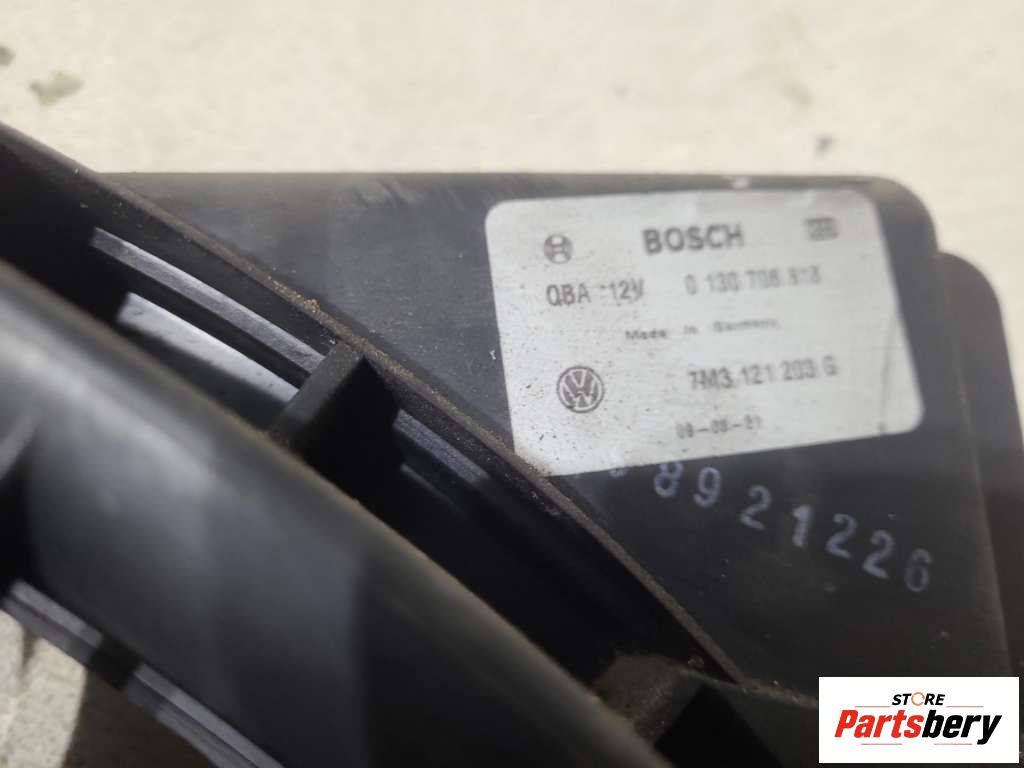 BOSCH
QBA 12V 0 130 706 818
Made in Germany
7M3 121 203 G
8921226
STORE
Partsbery